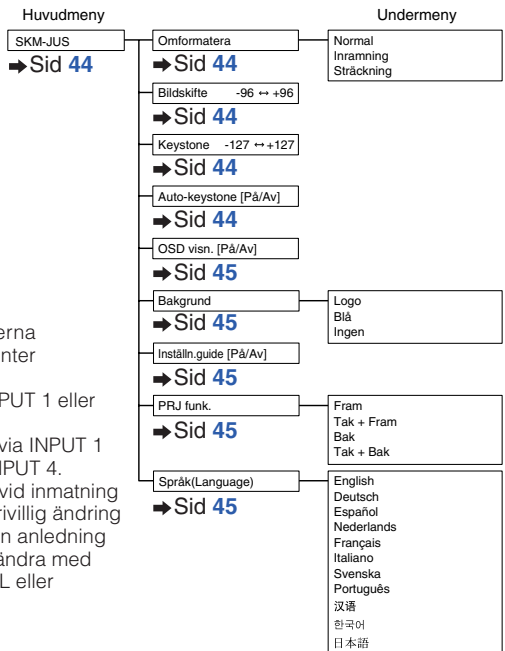 Huvudmeny
Undermeny
SKM-JUS
➡Sid 44
Omformatera
➡Sid 44
Normal
Inramning
Sträckning
Bildskifte -96 ↔ +96
➡Sid 44
Keystone -127 ↔ +127
➡Sid 44
Auto-keystone [På/Av]
➡Sid 44
OSD visn. [På/Av]
➡Sid 45
Bakgrund
➡Sid 45
Logo
Blå
Ingen
Inställn.guide [På/Av]
➡Sid 45
PRJ funk.
➡Sid 45
Fram
Tak + Fram
Bak
Tak + Bak
Språk(Language)
➡Sid 45
English
Deutsch
Español
Nederlands
Français
Italiano
Svenska
Português
汉语
한국어
日本語
erna
nter
PUT 1 eller
via INPUT 1
NPUT 4.
vid inmatning
rivillig ändring
n anledning
ändra med
L eller